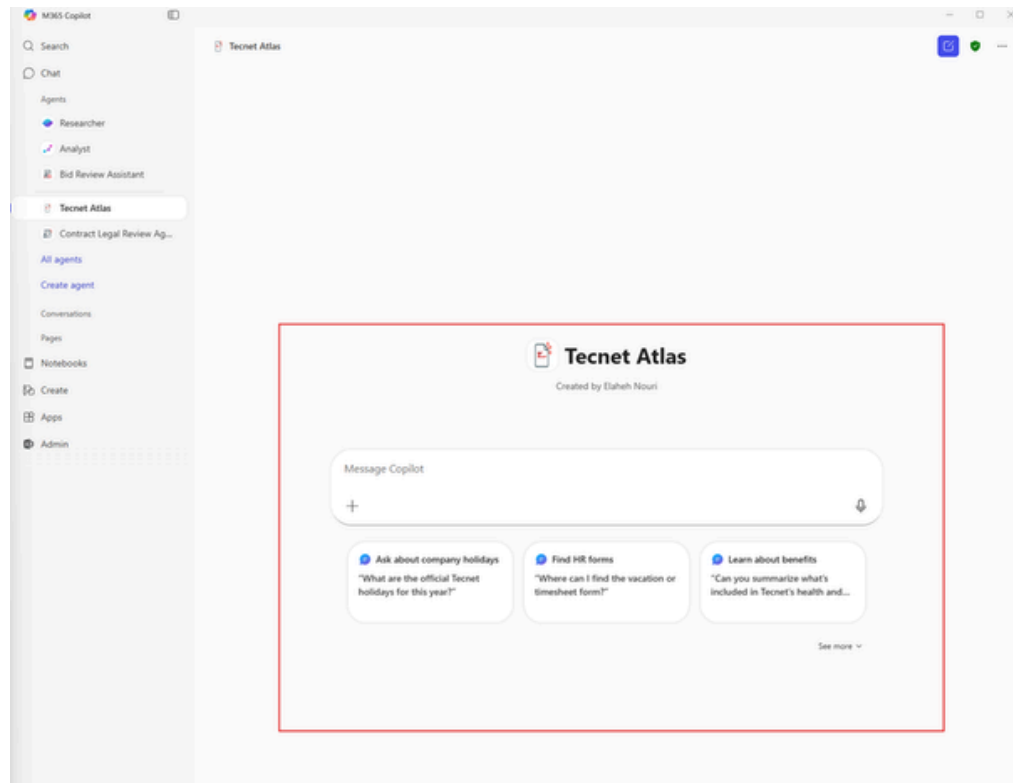 M365 Copilot
Search
Chat
Agents
Researcher
Analyst
Bid Review Assistant
Tecnet Atlas
Contract Legal Review Ag...
All agents
Create agent
Conversations
Pages
Notebooks
Create
Apps
Admin
Tecnet Atlas
Tecnet Atlas
Created by Elaheh Nouri
Message Copilot
Ask about company holidays
"What are the official Tecnet
holidays for this year?"
Find HR forms
"Where can I find the vacation or
timesheet form?"
Learn about benefits
"Can you summarize what's
included in Tecnet's health and...
See more